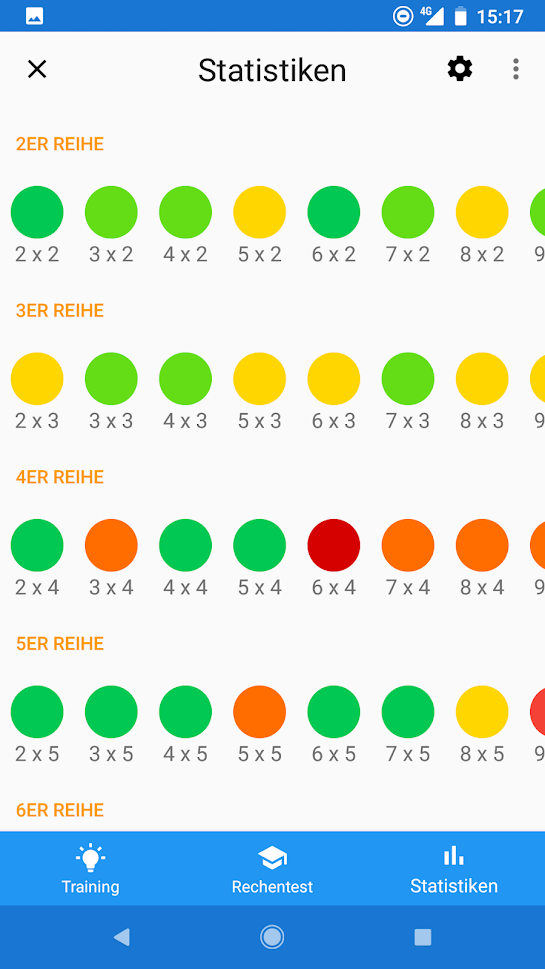 4G 15:17
Statistiken
2ER REIHE
2 x 2 3 x 2 4 x 2 5 x 2 6 x 2 7 x 2 8 x 2 9
3ER REIHE
2 x 3 3 x 3 4 x 3 5 x 3 6 x 3 7 x 3 8 x 3 9
4ER REIHE
2 x 4 3 x 4 4 x 4 5 x 4 6 x 4 7 x 4 8 x 4 9
5ER REIHE
2 x 5 3 x 5 4 x 5 5 x 5 6 x 5 7 x 5 8 x 5 9
6ER REIHE
Training Rechentest Statistiken